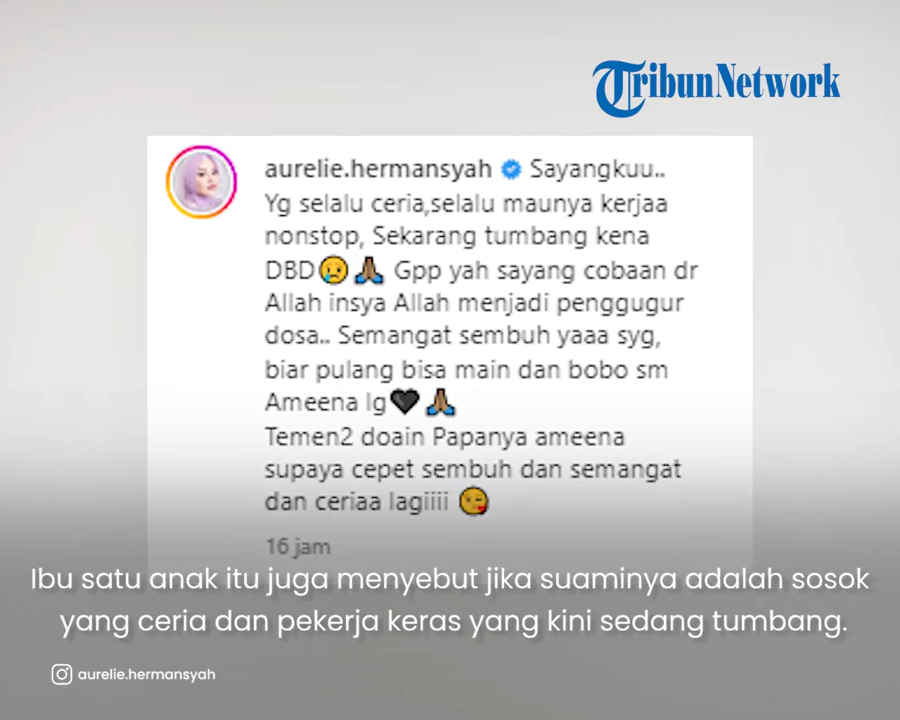 TribunNetwork
aurelie.hermansyah Sayangkuu..
Yg selalu ceria,selalu maunya kerjaa
nonstop, Sekarang tumbang kena
DBD😢🙏🏾 Gpp yah sayang cobaan dr
Allah insya Allah menjadi penggugur
dosa.. Semangat sembuh yaaa syg,
biar pulang bisa main dan bobo sm
Ameena lg🖤🙏🏾
Temen2 doain Papanya ameena
supaya cepet sembuh dan semangat
dan ceriaa lagiiii 😘
16 jam
Ibu satu anak itu juga menyebut jika suaminya adalah sosok
yang ceria dan pekerja keras yang kini sedang tumbang.
aurelie.hermansyah